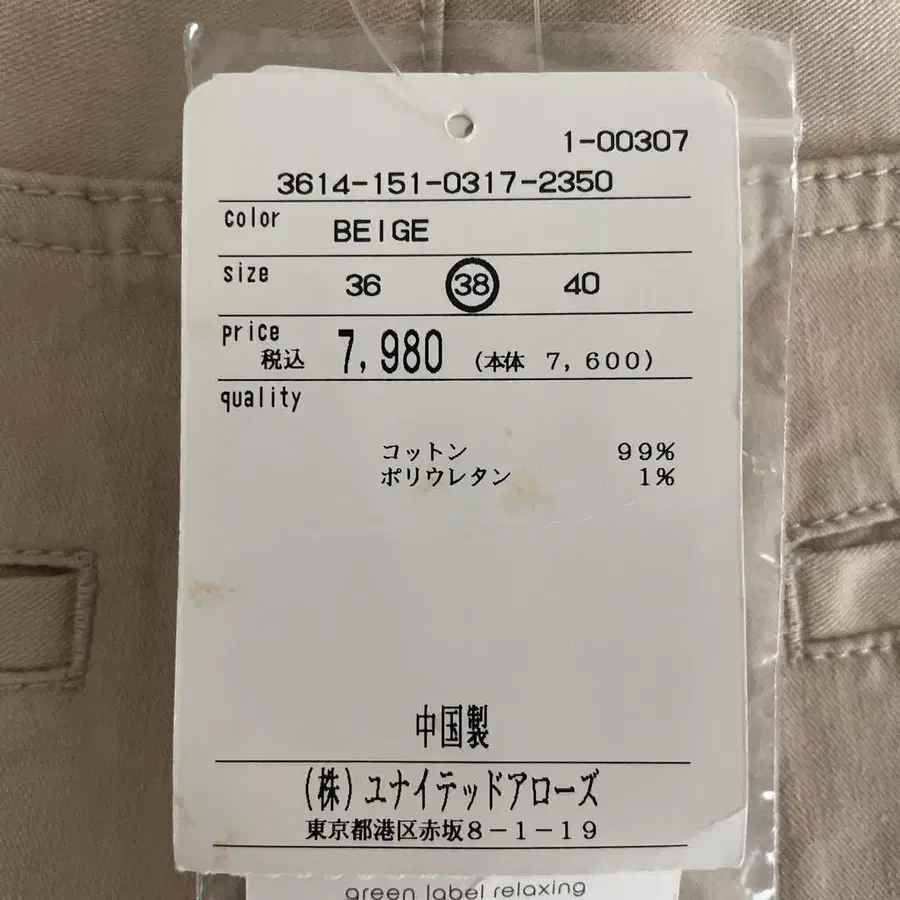 1-00307
3614-151-0317-2350
color BEIGE
size 36 38 40
price
税込 7,980 (本体 7,600)
quality
コットン 99%
ポリウレタン 1%
中国製
(株)ユナイテッドアローズ
東京都港区赤坂8-1-19
green label relaxing